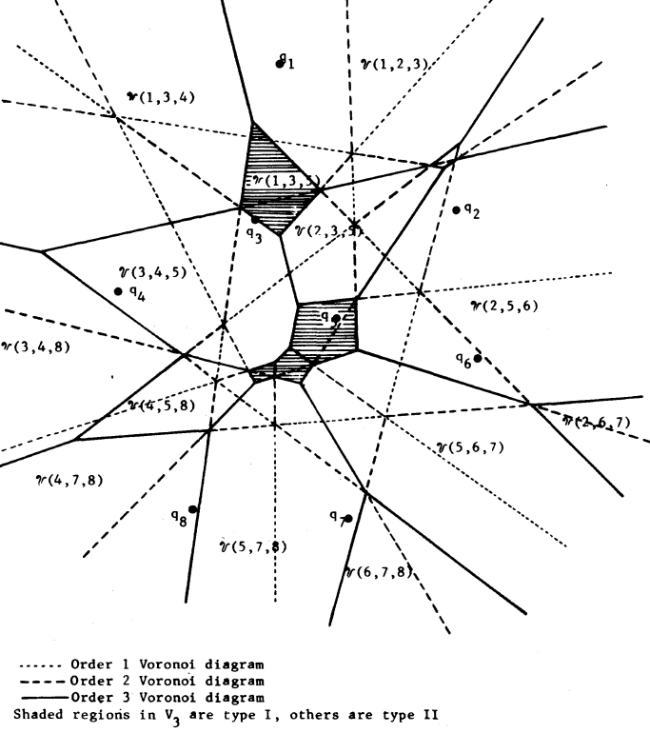 q1
𝒱(1,2,3)
𝒱(1,3,4)
𝒱(1,3,5)
q2
q3
𝒱(2,3,5)
𝒱(3,4,5)
q4
𝒱(2,5,6)
q
𝒱(3,4,8)
q6
𝒱(4,5,8)
𝒱(2,6,7)
𝒱(5,6,7)
𝒱(4,7,8)
q8
q7
𝒱(5,7,8)
𝒱(6,7,8)
Order 1 Voronoi diagram
Order 2 Voronoi diagram
Order 3 Voronoi diagram
Shaded regions in V3 are type I, others are type II